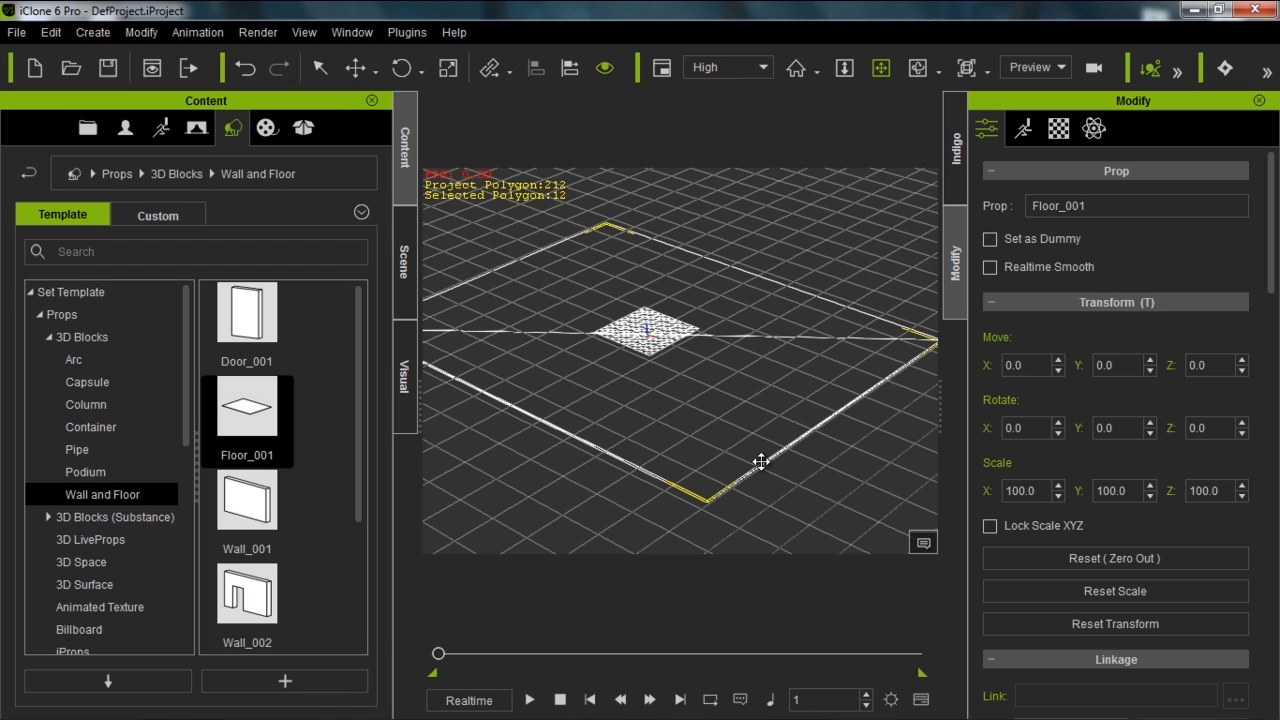 iClone 6 Pro - DefProject.iProject
File Edit Create Modify Animation Render View Window Plugins Help
High Preview
Content
Props 3D Blocks Wall and Floor
Template Custom
Search
Set Template
Props
3D Blocks
Arc
Capsule
Column
Container
Pipe
Podium
Wall and Floor
3D Blocks (Substance)
3D LiveProps
3D Space
3D Surface
Animated Texture
Billboard
iProps
Door_001
Floor_001
Wall_001
Wall_002
Content
Scene
Visual
Project Polygon:212
Selected Polygon:12
Realtime 1
Indigo
Modify
Modify
Prop
Prop : Floor_001
Set as Dummy
Realtime Smooth
Transform (T)
Move:
X: 0.0 Y: 0.0 Z: 0.0
Rotate:
X: 0.0 Y: 0.0 Z: 0.0
Scale
X: 100.0 Y: 100.0 Z: 100.0
Lock Scale XYZ
Reset ( Zero Out )
Reset Scale
Reset Transform
Linkage
Link: